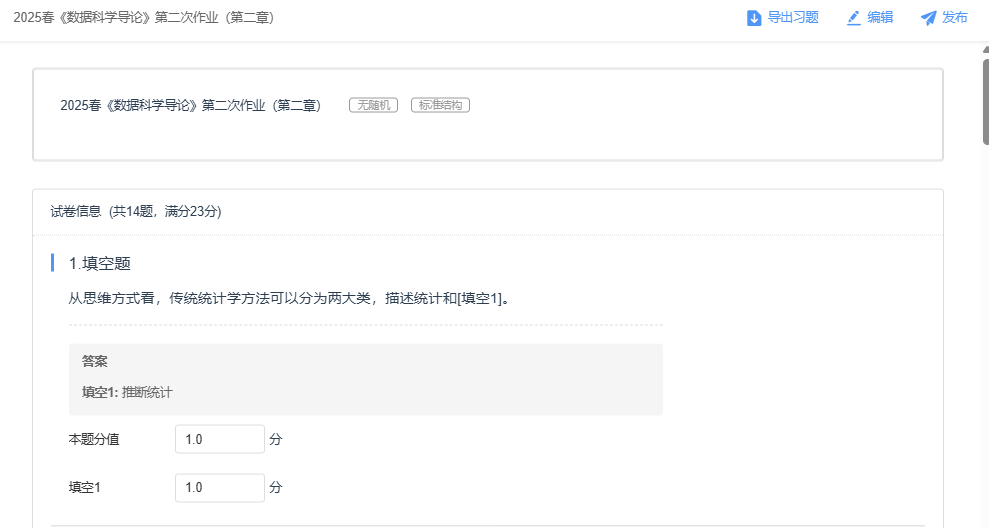 2025春《数据科学导论》第二次作业（第二章） 导出习题 编辑 发布
2025春《数据科学导论》第二次作业（第二章） 无随机 标准结构
试卷信息 (共14题，满分23分)
1.填空题
从思维方式看，传统统计学方法可以分为两大类，描述统计和[填空1]。
答案
填空1: 推断统计
本题分值 1.0 分
填空1 1.0 分